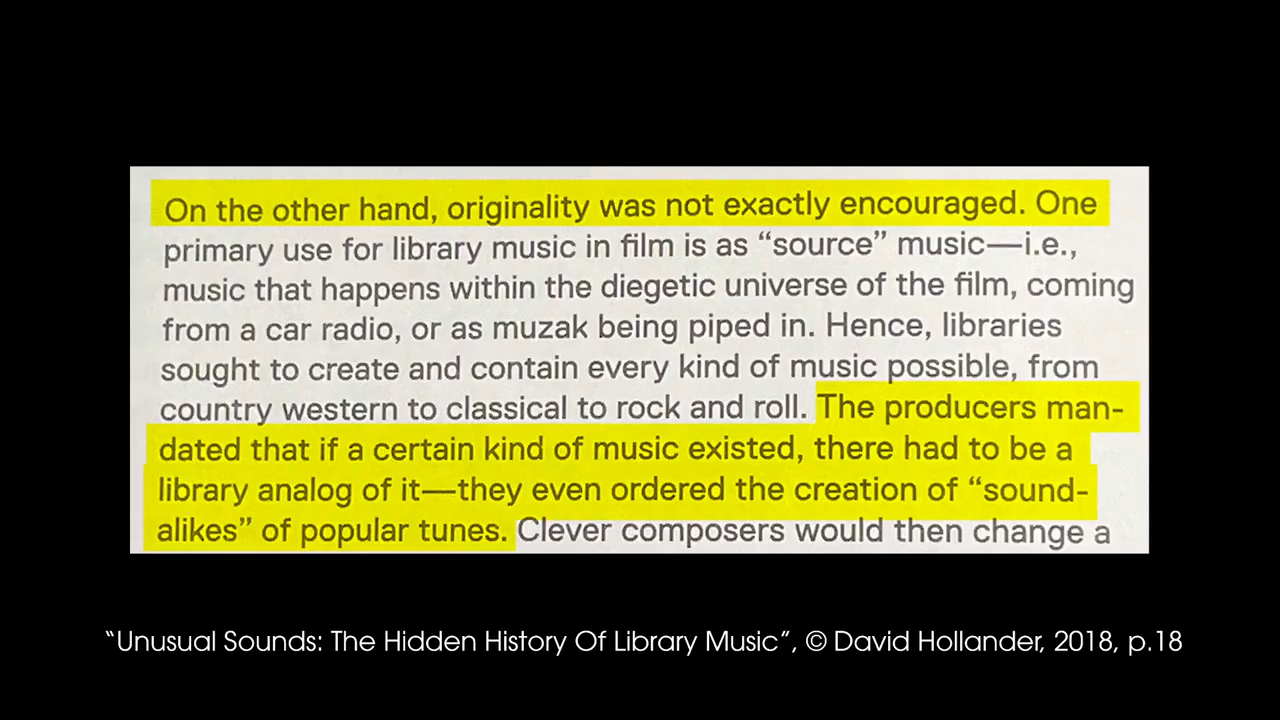 On the other hand, originality was not exactly encouraged. One
primary use for library music in film is as “source” music—i.e.,
music that happens within the diegetic universe of the film, coming
from a car radio, or as muzak being piped in. Hence, libraries
sought to create and contain every kind of music possible, from
country western to classical to rock and roll. The producers man-
dated that if a certain kind of music existed, there had to be a
library analog of it—they even ordered the creation of “sound-
alikes” of popular tunes. Clever composers would then change a
“Unusual Sounds: The Hidden History Of Library Music”, © David Hollander, 2018, p.18